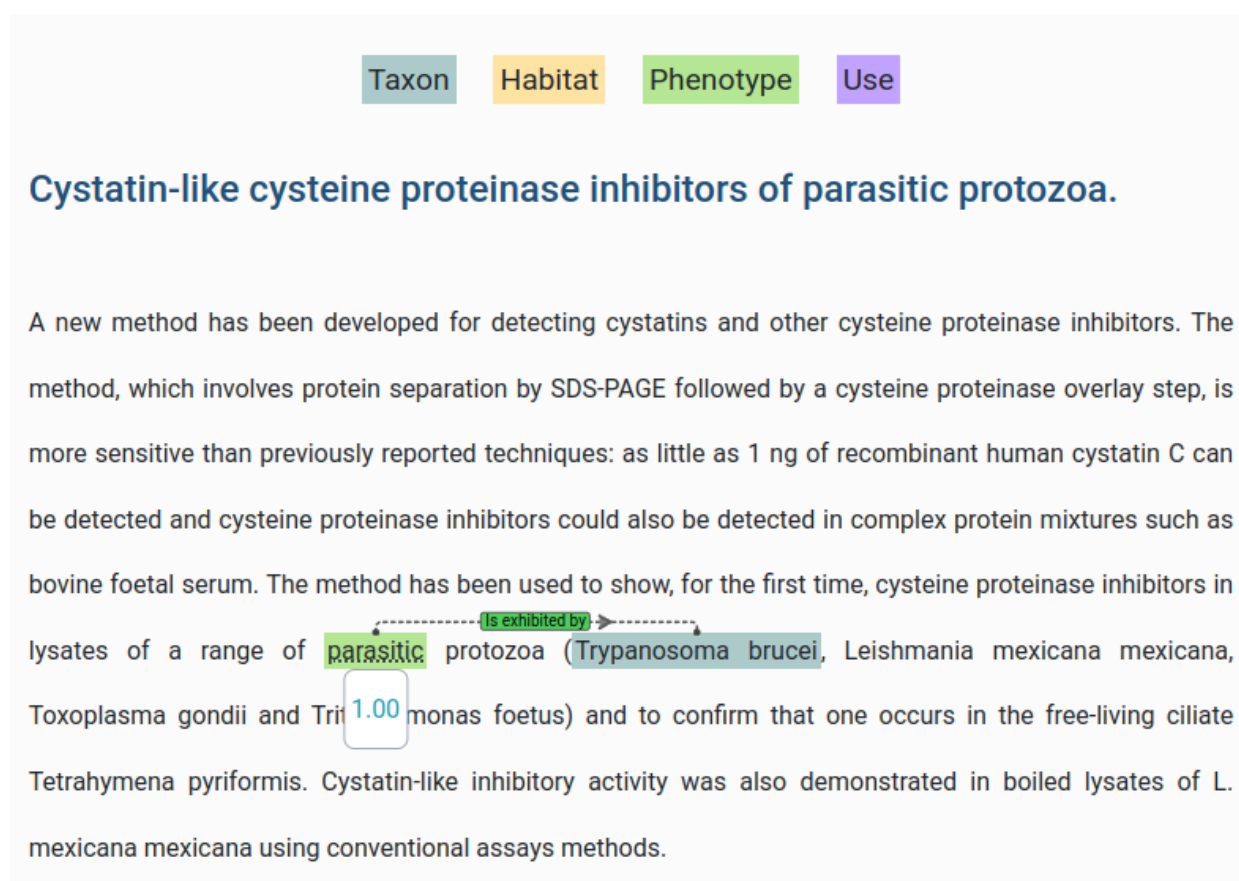 Taxon Habitat Phenotype Use
Cystatin-like cysteine proteinase inhibitors of parasitic protozoa.
A new method has been developed for detecting cystatins and other cysteine proteinase inhibitors. The
method, which involves protein separation by SDS-PAGE followed by a cysteine proteinase overlay step, is
more sensitive than previously reported techniques: as little as 1 ng of recombinant human cystatin C can
be detected and cysteine proteinase inhibitors could also be detected in complex protein mixtures such as
bovine foetal serum. The method has been used to show, for the first time, cysteine proteinase inhibitors in
Is exhibited by
lysates of a range of parasitic protozoa (Trypanosoma brucei, Leishmania mexicana mexicana,
Toxoplasma gondii and Trit 1.00 monas foetus) and to confirm that one occurs in the free-living ciliate
Tetrahymena pyriformis. Cystatin-like inhibitory activity was also demonstrated in boiled lysates of L.
mexicana mexicana using conventional assays methods.